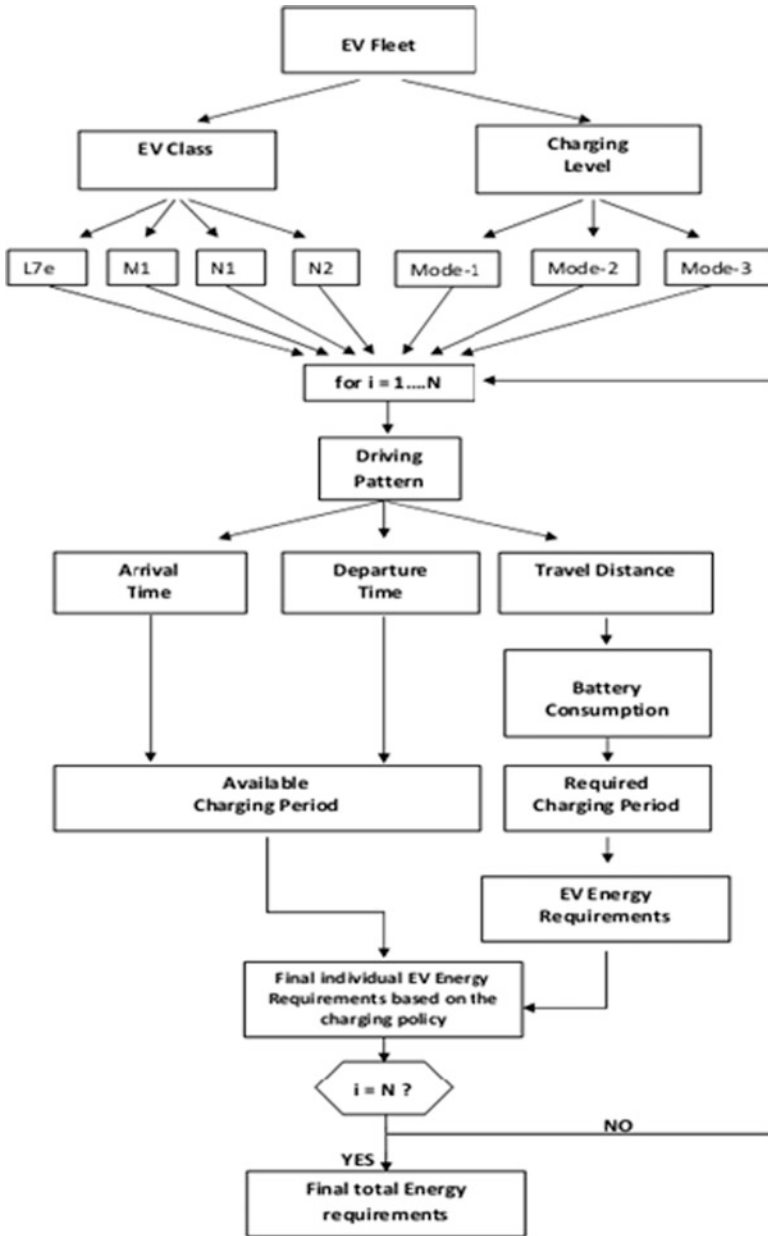 EV Fleet
EV Class
Charging
Level
L7e
M1
N1
N2
Mode-1
Mode-2
Mode-3
for i = 1....N
Driving
Pattern
Arrival
Time
Departure
Time
Travel Distance
Battery
Consumption
Available
Charging Period
Required
Charging Period
EV Energy
Requirements
Final individual EV Energy
Requirements based on the
charging policy
i = N ?
NO
YES
Final total Energy
requirements